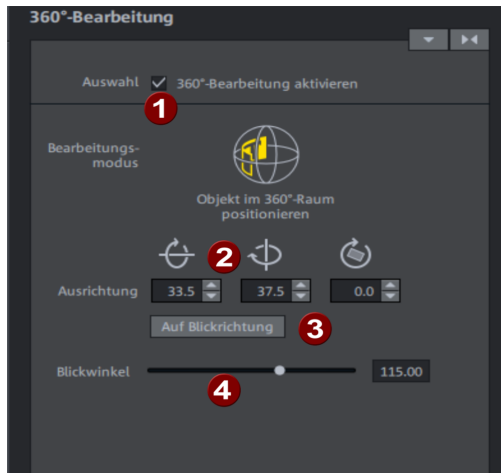 360°-Bearbeitung
Auswahl 360°-Bearbeitung aktivieren
1
Bearbeitungs-
modus
Objekt im 360°-Raum
positionieren
2
Ausrichtung 33.5 37.5 0.0
Auf Blickrichtung 3
Blickwinkel 115.00
4